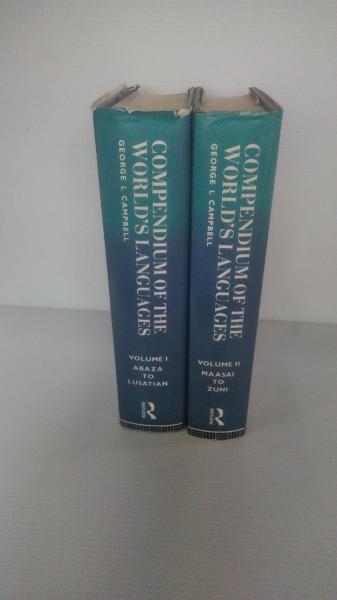 COMPENDIUM OF THE
WORLD'S LANGUAGES
GEORGE L CAMPBELL
VOLUME I
ABAZA
TO
LUSATIAN
R
COMPENDIUM OF THE
WORLD'S LANGUAGES
GEORGE L CAMPBELL
VOLUME II
MAASAI
TO
ZUNI
R